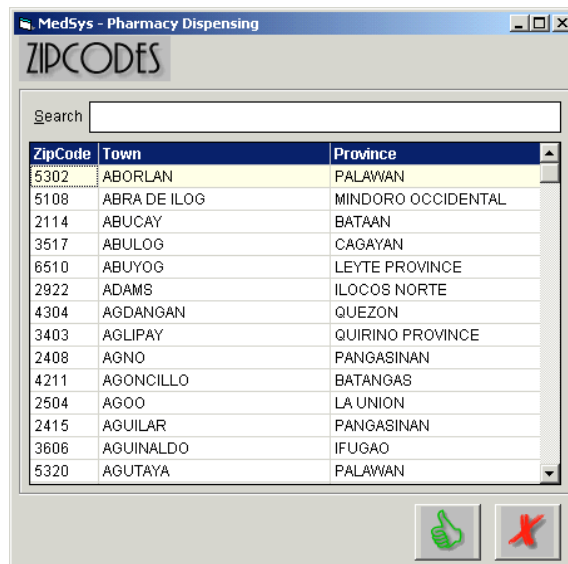 MedSys - Pharmacy Dispensing
ZIPCODES
Search
ZipCode Town Province
5302 ABORLAN PALAWAN
5108 ABRA DE ILOG MINDORO OCCIDENTAL
2114 ABUCAY BATAAN
3517 ABULOG CAGAYAN
6510 ABUYOG LEYTE PROVINCE
2922 ADAMS ILOCOS NORTE
4304 AGDANGAN QUEZON
3403 AGLIPAY QUIRINO PROVINCE
2408 AGNO PANGASINAN
4211 AGONCILLO BATANGAS
2504 AGOO LA UNION
2415 AGUILAR PANGASINAN
3606 AGUINALDO IFUGAO
5320 AGUTAYA PALAWAN